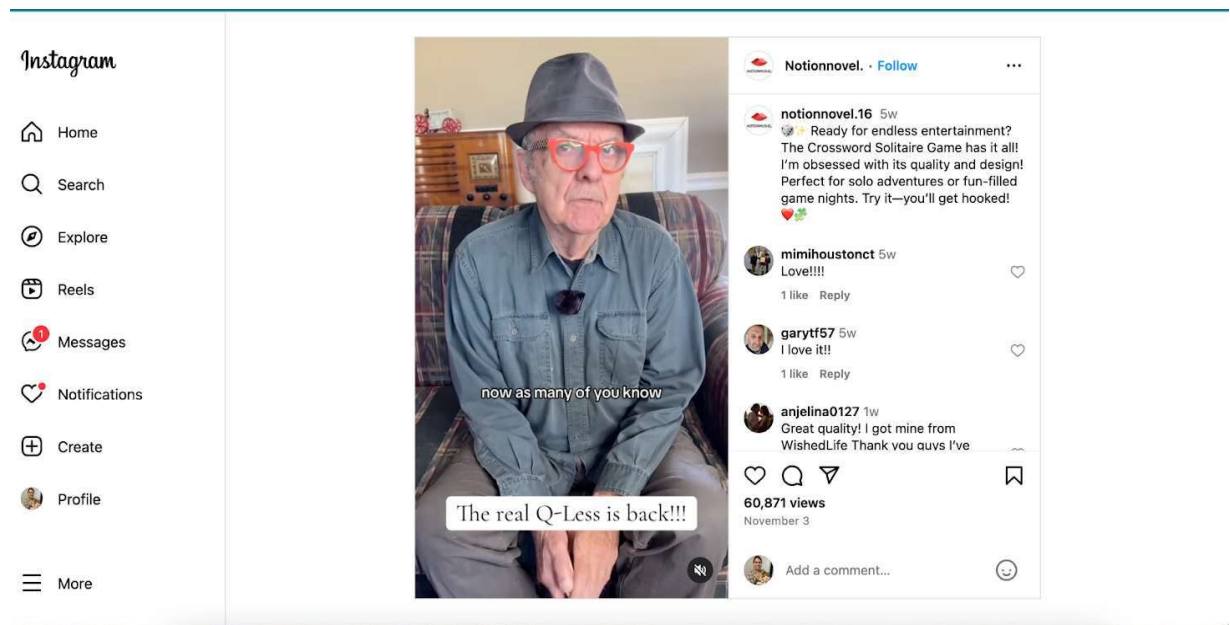 Instagram
Home
Search
Explore
Reels
1
Messages
Notifications
Create
Profile
More
now as many of you know
The real Q-Less is back!!!
Notionnovel. · Follow
notionnovel.16 5w
🎲✨ Ready for endless entertainment?
The Crossword Solitaire Game has it all!
I'm obsessed with its quality and design!
Perfect for solo adventures or fun-filled
game nights. Try it—you'll get hooked!
❤️🧩
mimihoustonct 5w
Love!!!!
1 like Reply
garytf57 5w
I love it!!
1 like Reply
anjelina0127 1w
Great quality! I got mine from
WishedLife Thank you guys I've
60,871 views
November 3
Add a comment...